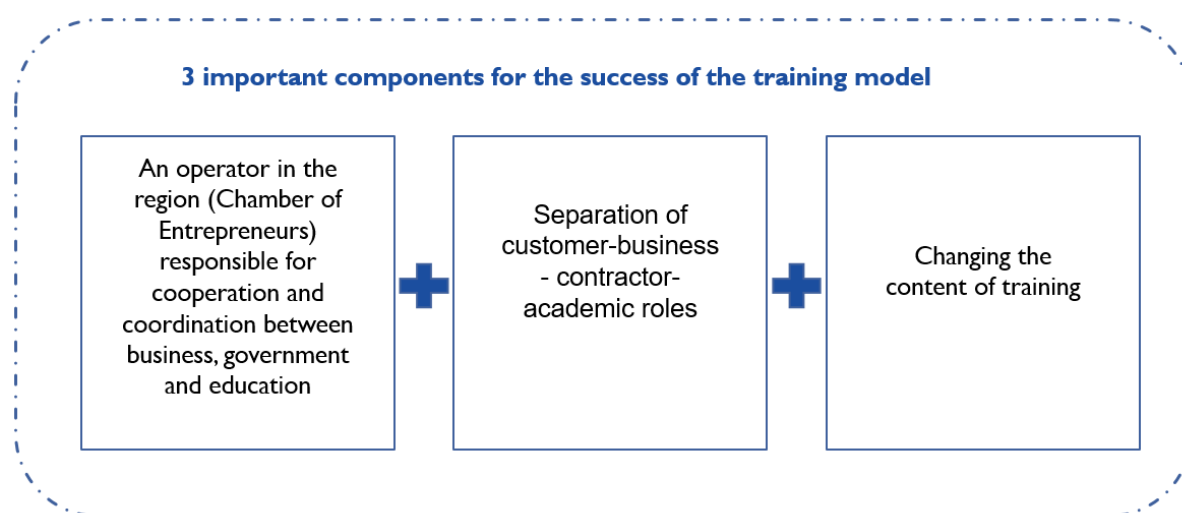 3 important components for the success of the training model
An operator in the
region (Chamber of
Entrepreneurs)
responsible for
cooperation and
coordination between
business, government
and education
Separation of
customer-business
- contractor-
academic roles
Changing the
content of training